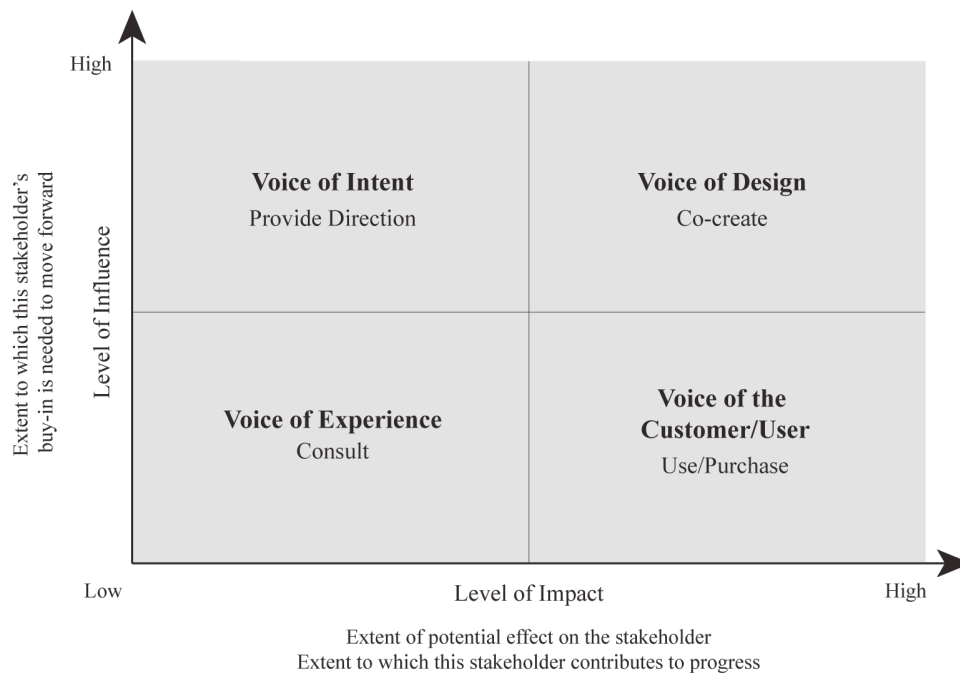 High
Extent to which this stakeholder's
buy-in is needed to move forward
Level of Influence
Voice of Intent
Provide Direction
Voice of Design
Co-create
Voice of Experience
Consult
Voice of the
Customer/User
Use/Purchase
Low
Level of Impact
High
Extent of potential effect on the stakeholder
Extent to which this stakeholder contributes to progress